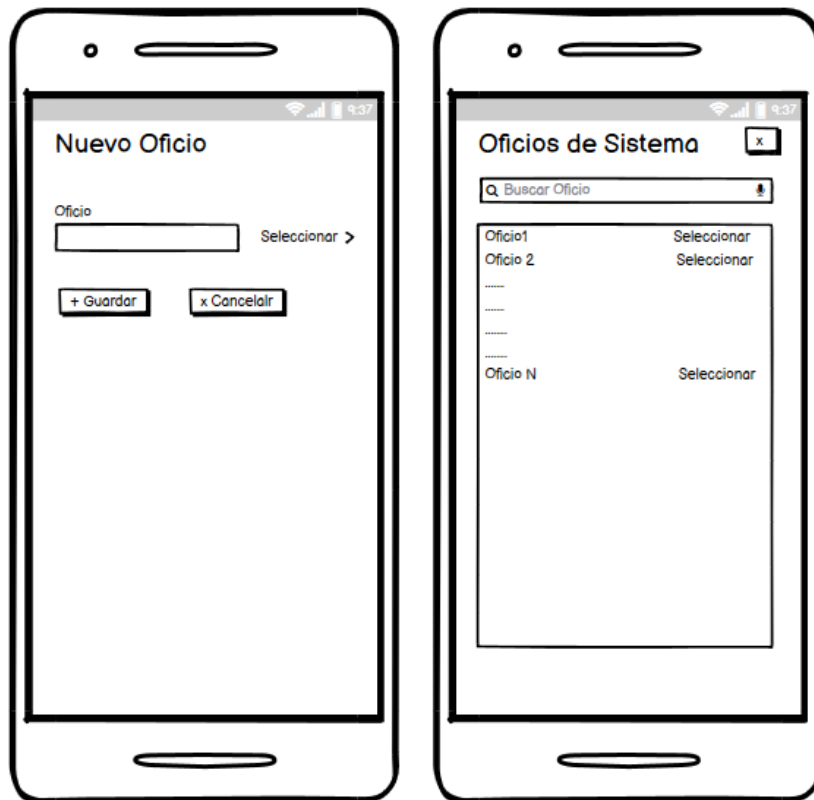 9:37
Nuevo Oficio
Oficio
Seleccionar >
+ Guardar
x Cancelalr
9:37
Oficios de Sistema
x
Buscar Oficio
Oficio1 Seleccionar
Oficio 2 Seleccionar
......
......
......
......
Oficio N Seleccionar